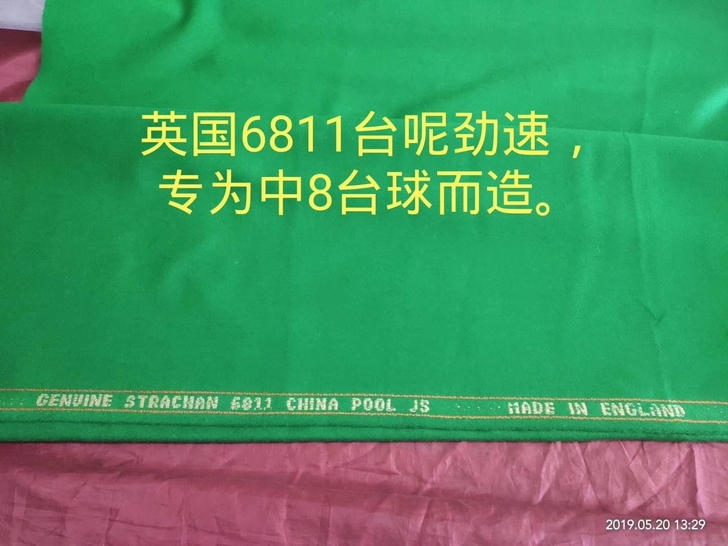 英国6811台呢劲速，
专为中8台球而造。
GENUINE STRACHAN 6811 CHINA POOL JS MADE IN ENGLAND
2019.05.20 13:29